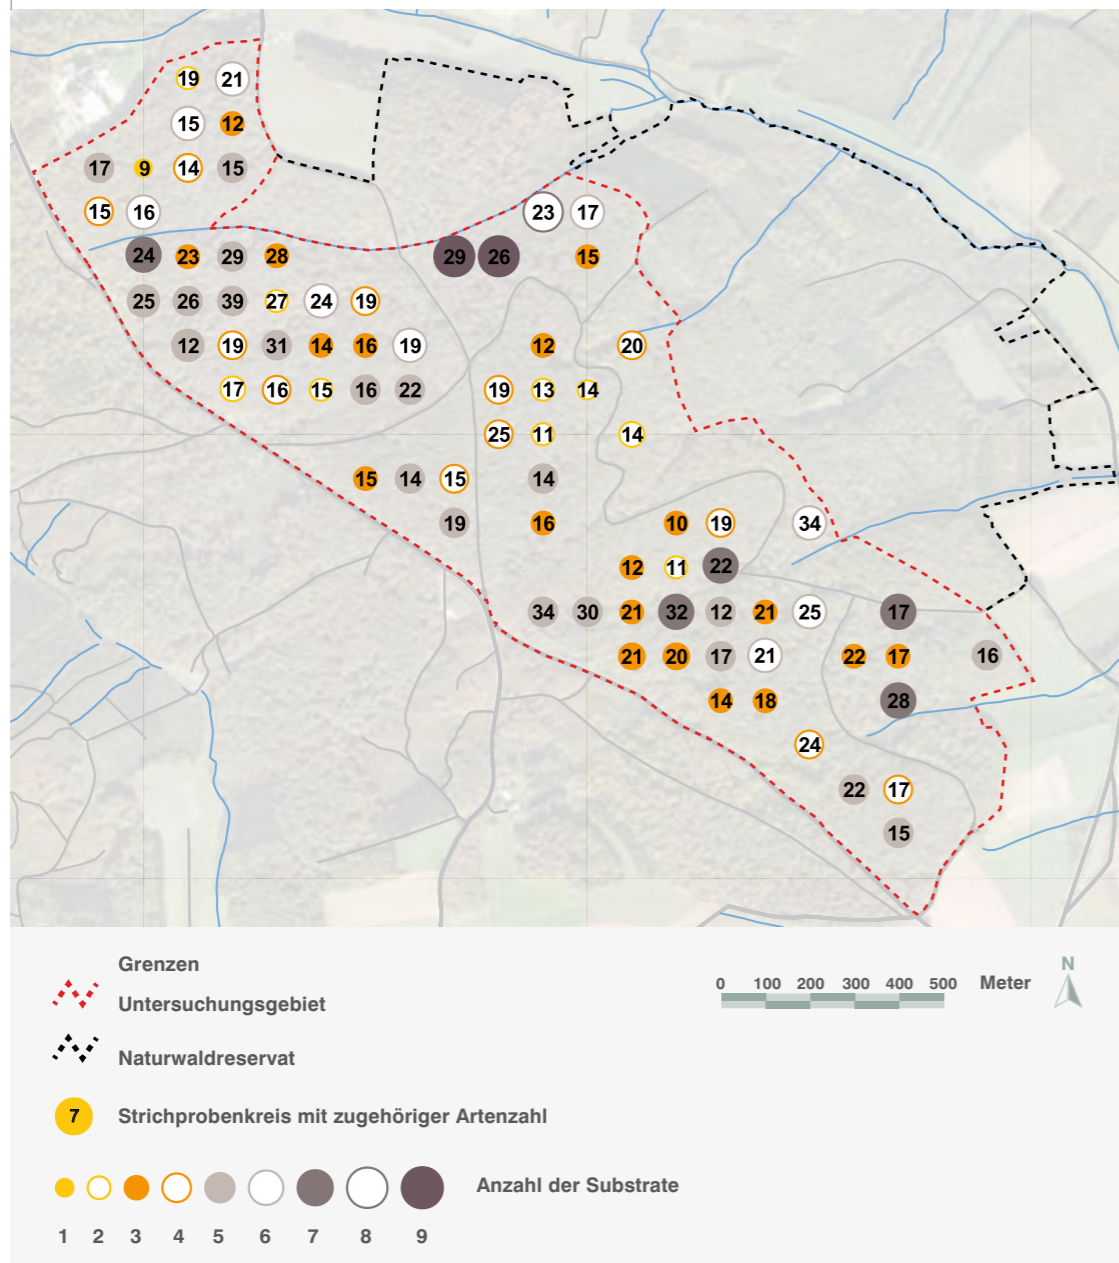 19 21
15 12
17 9 14 15
15 16 23 17
24 23 29 28 29 26 15
25 26 39 27 24 19
12 19 31 14 16 19 12 20
17 16 15 16 22 19 13 14
25 11 14
15 14 15 14
19 16 10 19 34
12 11 22
34 30 21 32 12 21 25 17
21 20 17 21 22 17 16
14 18 28
24
22 17
15
Grenzen
Untersuchungsgebiet
Naturwaldreservat
0 100 200 300 400 500 Meter
N
7 Strichprobenkreis mit zugehöriger Artenzahl
Anzahl der Substrate
1 2 3 4 5 6 7 8 9